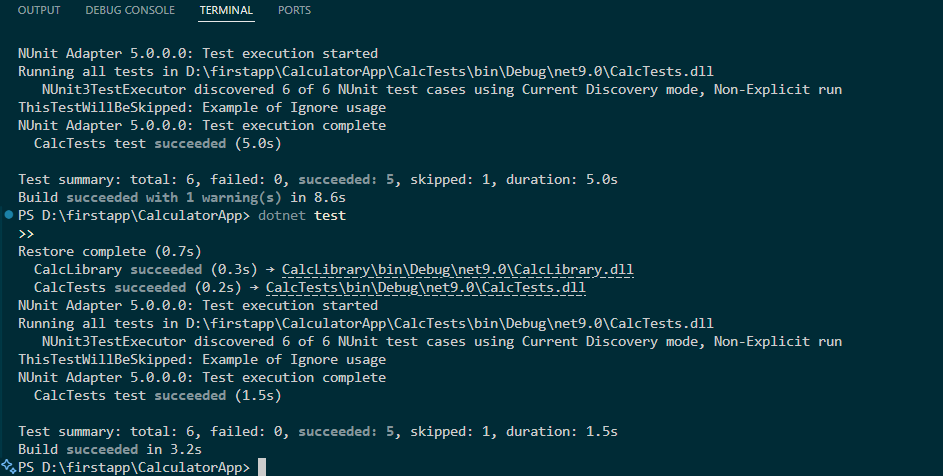 OUTPUT DEBUG CONSOLE TERMINAL PORTS
NUnit Adapter 5.0.0.0: Test execution started
Running all tests in D:\firstapp\CalculatorApp\CalcTests\bin\Debug\net9.0\CalcTests.dll
NUnit3TestExecutor discovered 6 of 6 NUnit test cases using Current Discovery mode, Non-Explicit run
ThisTestWillBeSkipped: Example of Ignore usage
NUnit Adapter 5.0.0.0: Test execution complete
CalcTests test succeeded (5.0s)
Test summary: total: 6, failed: 0, succeeded: 5, skipped: 1, duration: 5.0s
Build succeeded with 1 warning(s) in 8.6s
PS D:\firstapp\CalculatorApp> dotnet test
>>
Restore complete (0.7s)
CalcLibrary succeeded (0.3s) → CalcLibrary\bin\Debug\net9.0\CalcLibrary.dll
CalcTests succeeded (0.2s) → CalcTests\bin\Debug\net9.0\CalcTests.dll
NUnit Adapter 5.0.0.0: Test execution started
Running all tests in D:\firstapp\CalculatorApp\CalcTests\bin\Debug\net9.0\CalcTests.dll
NUnit3TestExecutor discovered 6 of 6 NUnit test cases using Current Discovery mode, Non-Explicit run
ThisTestWillBeSkipped: Example of Ignore usage
NUnit Adapter 5.0.0.0: Test execution complete
CalcTests test succeeded (1.5s)
Test summary: total: 6, failed: 0, succeeded: 5, skipped: 1, duration: 1.5s
Build succeeded in 3.2s
PS D:\firstapp\CalculatorApp>